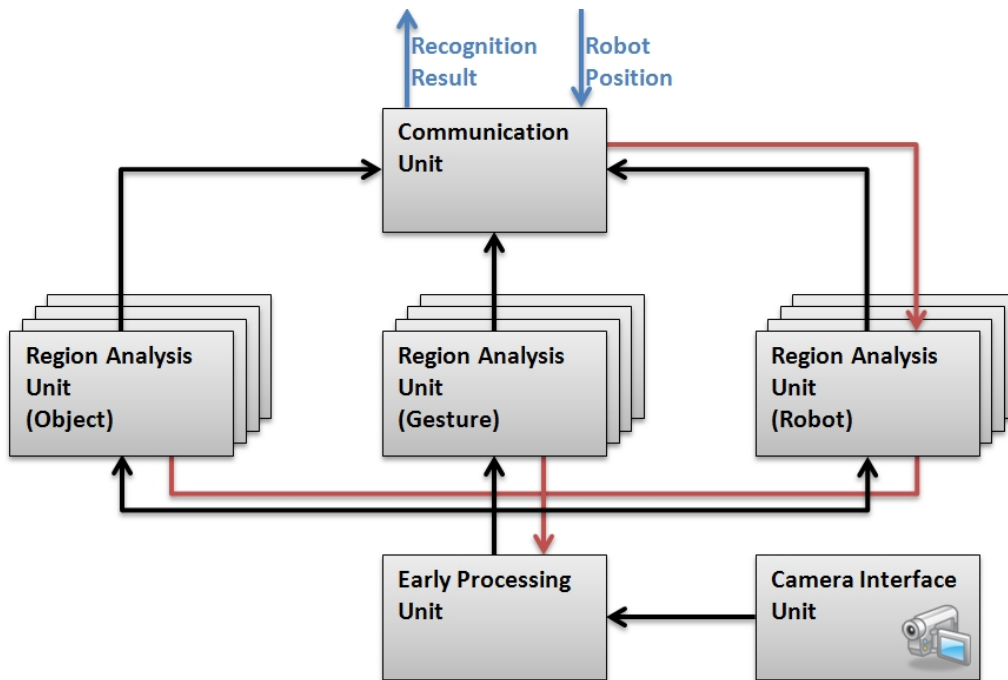 Recognition
Result
Robot
Position
Communication
Unit
Region Analysis
Unit
(Object)
Region Analysis
Unit
(Gesture)
Region Analysis
Unit
(Robot)
Early Processing
Unit
Camera Interface
Unit